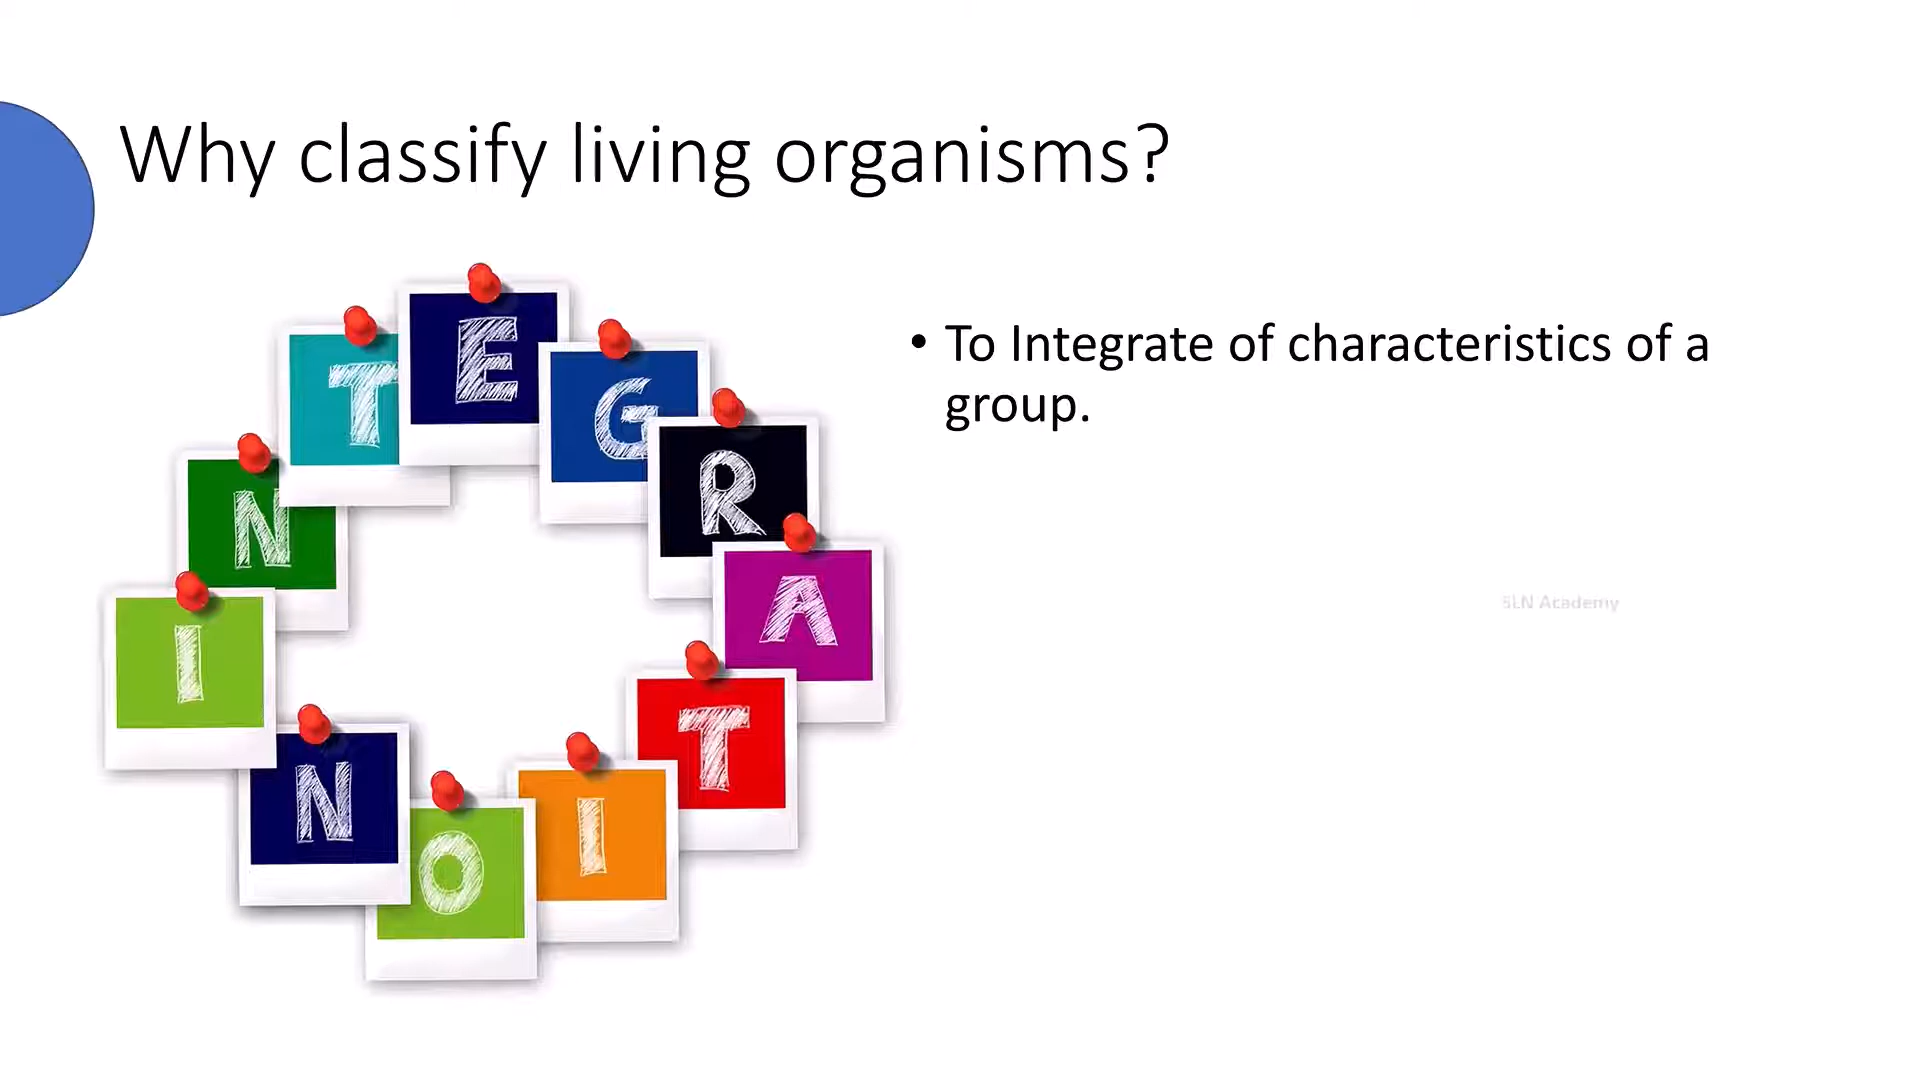 Why classify living organisms?
INTEGRATION
• To Integrate of characteristics of a
group.
SLN Academy